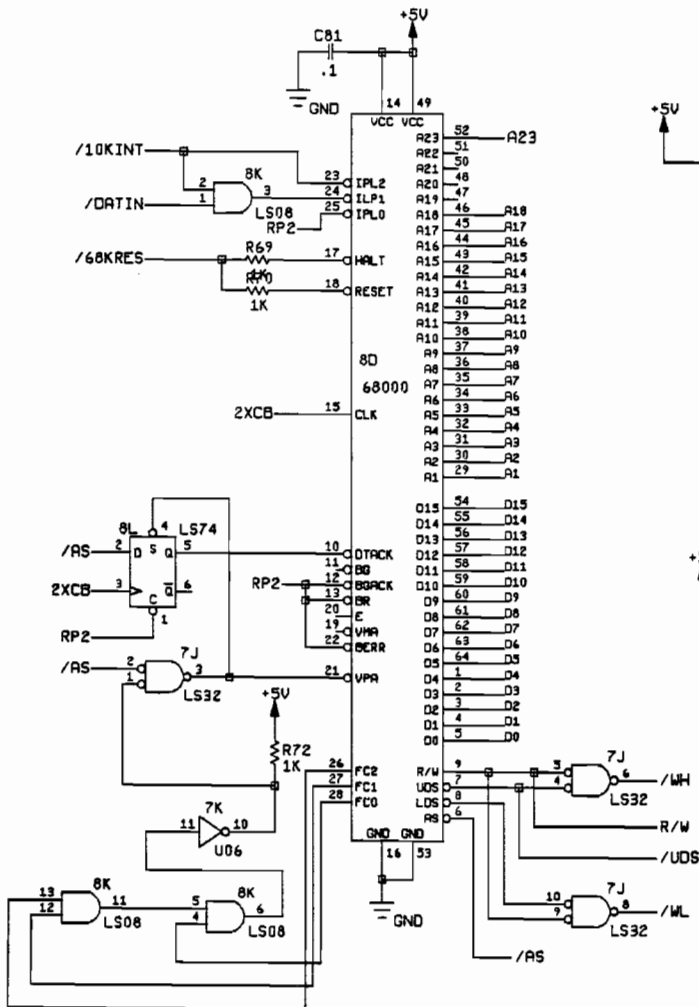 +5V
C81
.1
GND
14 49
VCC VCC
+5V
A23 52 A23
A22 51
A21 50
A20 48
A19 47
A18 46 A18
A17 45 A17
A16 44 A16
A15 43 A15
A14 42 A14
A13 41 A13
A12 40 A12
A11 39 A11
A10 38 A10
A9 37 A9
A8 36 A8
A7 35 A7
A6 34 A6
A5 33 A5
A4 32 A4
A3 31 A3
A2 30 A2
A1 29 A1
/10KINT
8K
2
1
3
LS08
/DATIN
23 IPL2
24 ILP1
25 IPL0
RP2
/68KRES
R69
1K
17 HALT
R70
1K
18 RESET
8D
68000
2XCB 15 CLK
D15 54 D15
D14 55 D14
D13 56 D13
D12 57 D12
D11 58 D11
D10 59 D10
D9 60 D9
D8 61 D8
D7 62 D7
D6 63 D6
D5 64 D5
D4 1 D4
D3 2 D3
D2 3 D2
D1 4 D1
D0 5 D0
8L 4 LS74
/AS 2 D S Q 5
2XCB 3 Q 6
C
RP2 1
10 DTACK
11 BG
RP2 12 BGACK
13 BR
20 E
19 VMA
22 BERR
21 VPA
7J
/AS 2
1
3
LS32
+5V
R72
1K
26 FC2
27 FC1
28 FC0
7K
11 10
U06
8K
13
12
11
LS08
8K
5
4
6
LS08
R/W 9
UDS 7
LDS 8
AS 6
GND GND
16 53
GND
7J
5
4
6
LS32
/WH
R/W
/UDS
7J
10
9
8
LS32
/WL
/AS